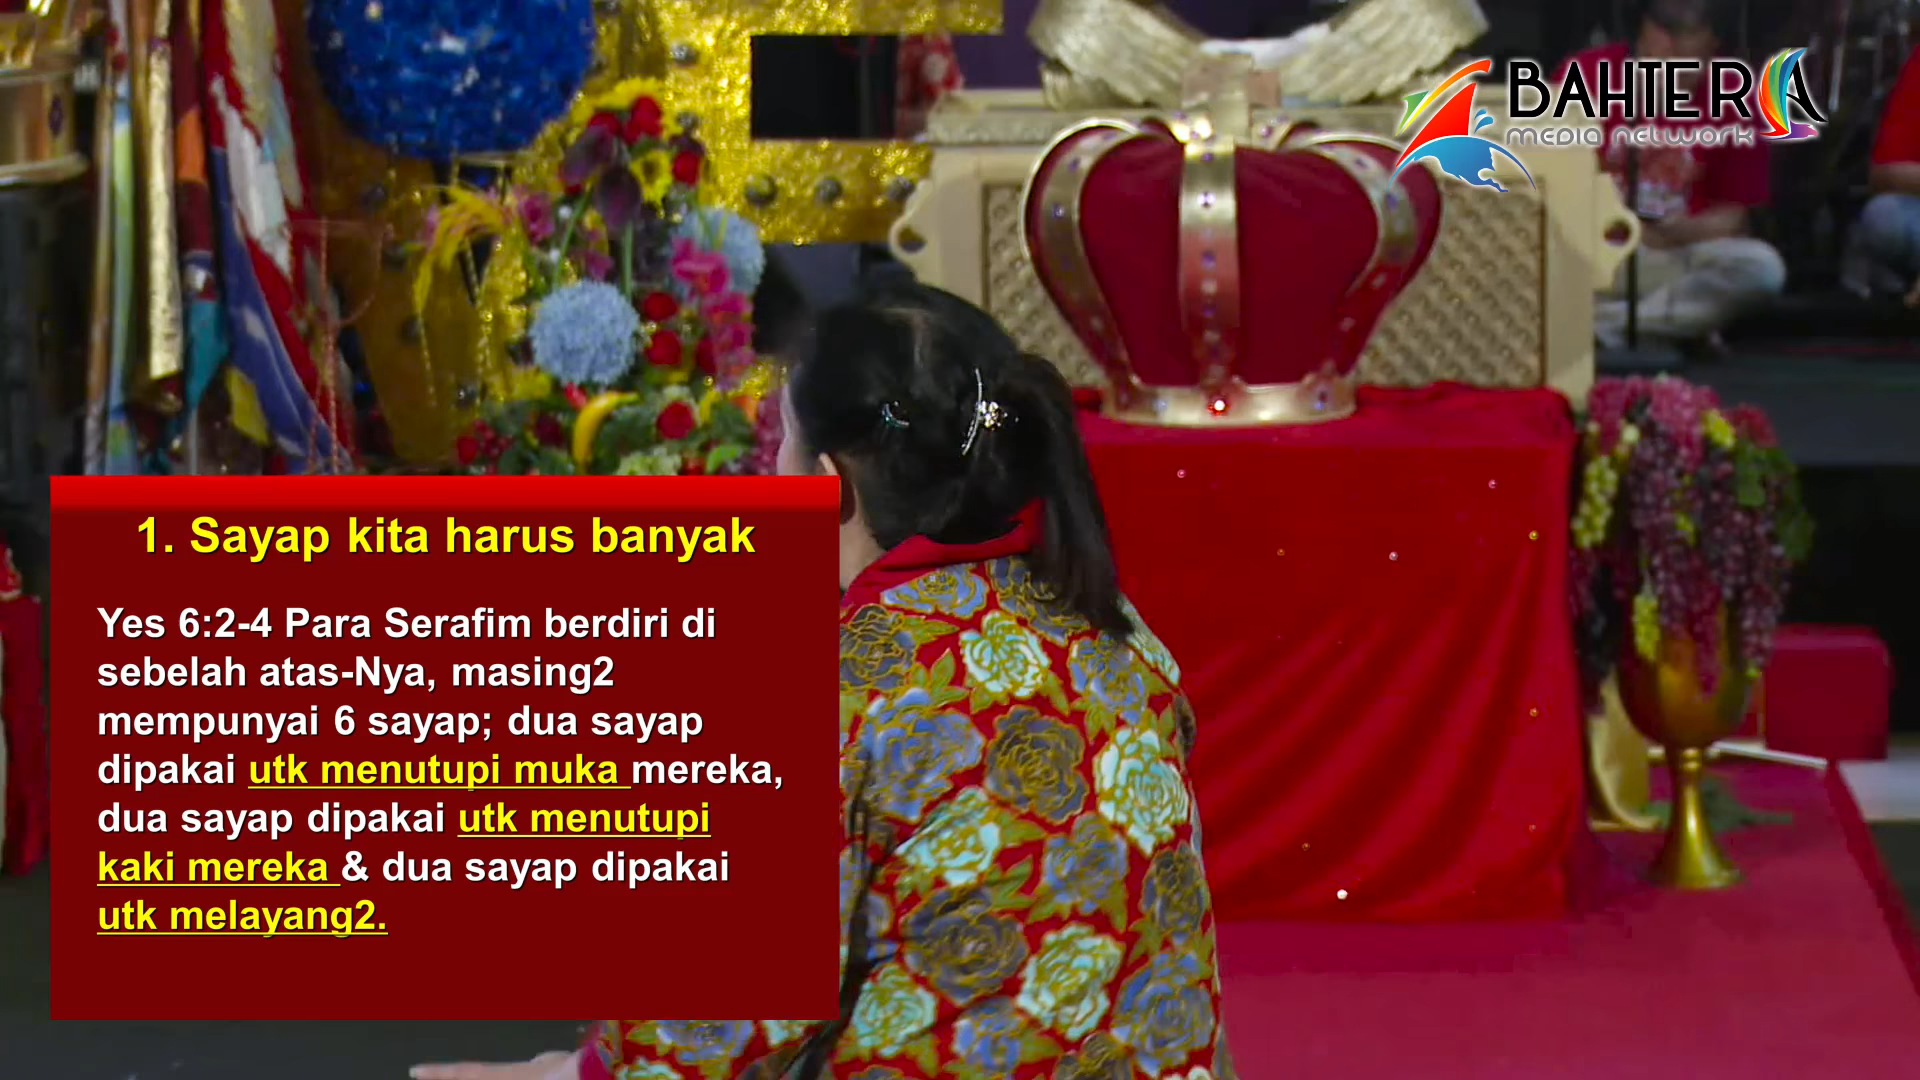 BAHTERA
media network
1. Sayap kita harus banyak
Yes 6:2-4 Para Serafim berdiri di
sebelah atas-Nya, masing2
mempunyai 6 sayap; dua sayap
dipakai utk menutupi muka mereka,
dua sayap dipakai utk menutupi
kaki mereka & dua sayap dipakai
utk melayang2.